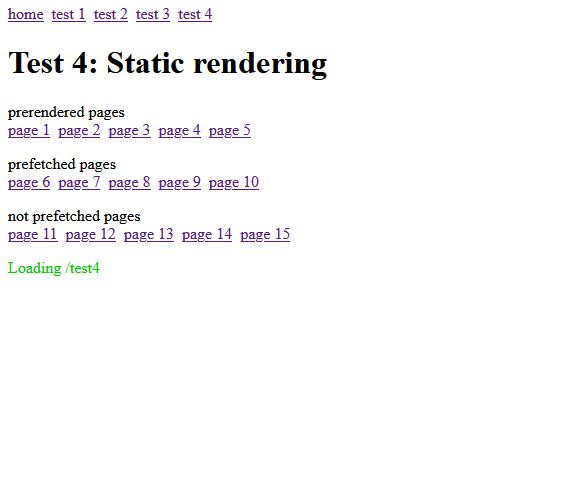 home test 1 test 2 test 3 test 4
Test 4: Static rendering
prerendered pages
page 1 page 2 page 3 page 4 page 5
prefetched pages
page 6 page 7 page 8 page 9 page 10
not prefetched pages
page 11 page 12 page 13 page 14 page 15
Loading /test4